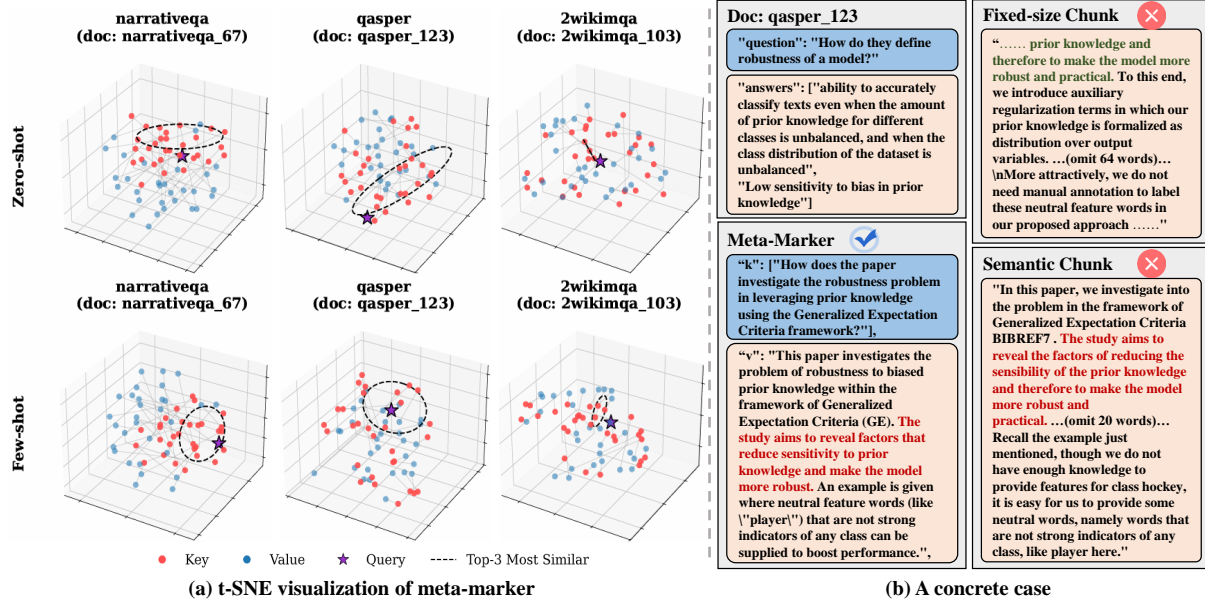 narrativeqa
(doc: narrativeqa_67)
qasper
(doc: qasper_123)
2wikimqa
(doc: 2wikimqa_103)
Zero-shot
narrativeqa
(doc: narrativeqa_67)
qasper
(doc: qasper_123)
2wikimqa
(doc: 2wikimqa_103)
Few-shot
Key
Value
Query
Top-3 Most Similar
(a) t-SNE visualization of meta-marker
Doc: qasper_123
"question": "How do they define
robustness of a model?"
"answers": ["ability to accurately
classify texts even when the amount
of prior knowledge for different
classes is unbalanced, and when the
class distribution of the dataset is
unbalanced",
"Low sensitivity to bias in prior
knowledge"]
Meta-Marker
“k": ["How does the paper
investigate the robustness problem
in leveraging prior knowledge
using the Generalized Expectation
Criteria framework?"],
“v": "This paper investigates the
problem of robustness to biased
prior knowledge within the
framework of Generalized
Expectation Criteria (GE). The
study aims to reveal factors that
reduce sensitivity to prior
knowledge and make the model
more robust. An example is given
where neutral feature words (like
\"player\") that are not strong
indicators of any class can be
supplied to boost performance.",
Fixed-size Chunk
“…… prior knowledge and
therefore to make the model more
robust and practical. To this end,
we introduce auxiliary
regularization terms in which our
prior knowledge is formalized as
distribution over output
variables. …(omit 64 words)…
\nMore attractively, we do not
need manual annotation to label
these neutral feature words in
our proposed approach ……"
Semantic Chunk
"In this paper, we investigate into
the problem in the framework of
Generalized Expectation Criteria
BIBREF7 . The study aims to
reveal the factors of reducing the
sensibility of the prior knowledge
and therefore to make the model
more robust and
practical. …(omit 20 words)…
Recall the example just
mentioned, though we do not
have enough knowledge to
provide features for class hockey,
it is easy for us to provide some
neutral words, namely words that
are not strong indicators of any
class, like player here."
(b) A concrete case